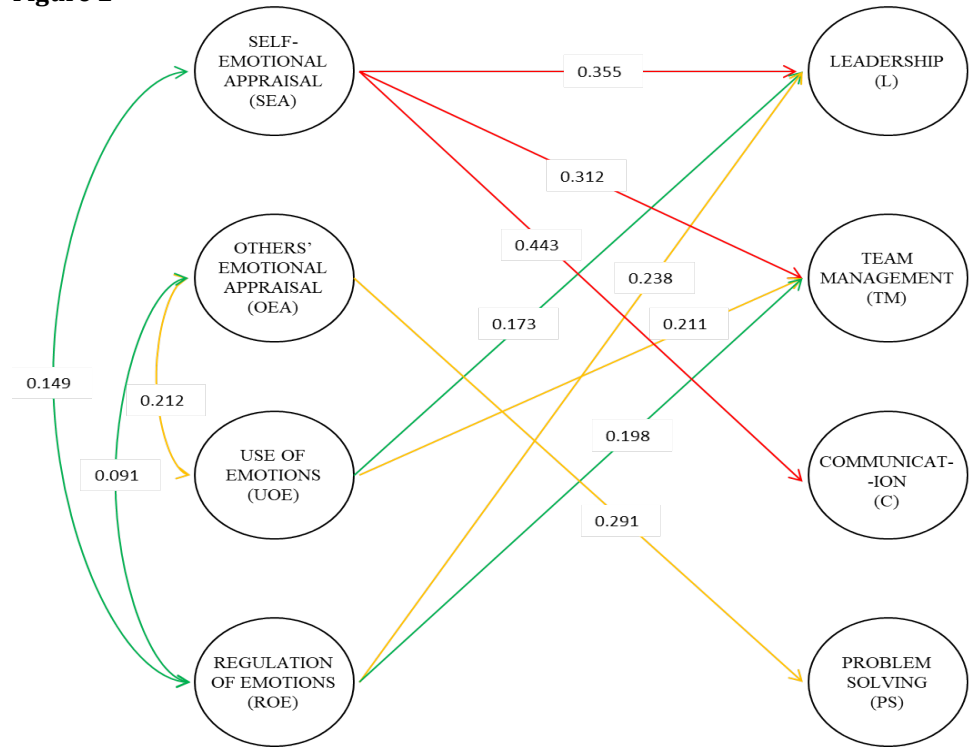 SELF-
EMOTIONAL
APPRAISAL
(SEA)
LEADERSHIP
(L)
0.355
0.312
0.443
OTHERS'
EMOTIONAL
APPRAISAL
(OEA)
TEAM
MANAGEMENT
(TM)
0.238
0.173
0.211
0.149
0.212
0.198
0.091
USE OF
EMOTIONS
(UOE)
COMMUNICAT-
-ION
(C)
0.291
REGULATION
OF EMOTIONS
(ROE)
PROBLEM
SOLVING
(PS)